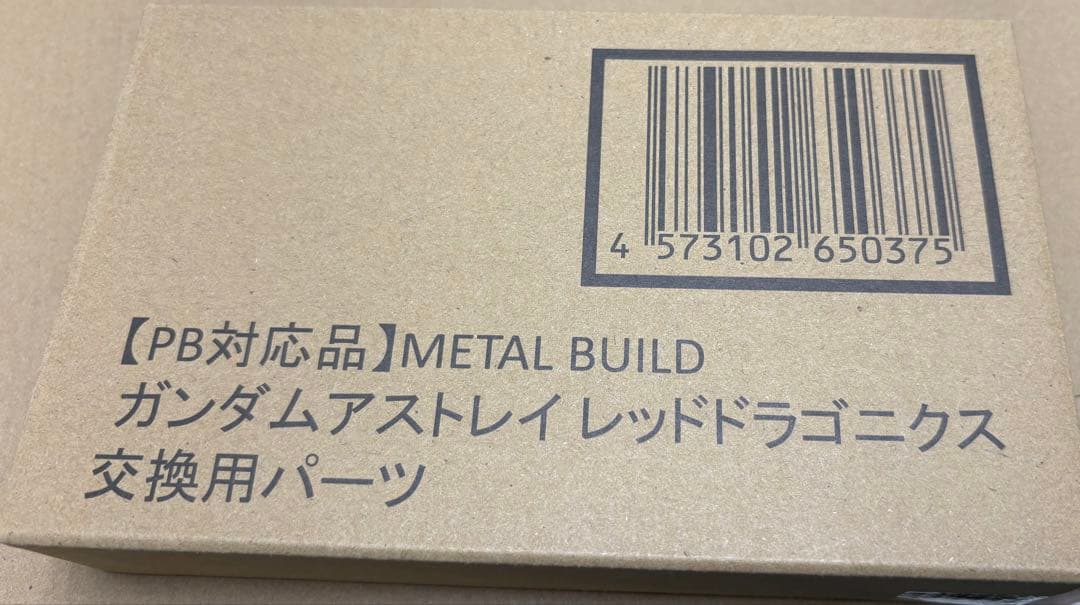 4 573102 650375
【PB対応品】METAL BUILD
ガンダムアストレイ レッドドラゴニクス
交換用パーツ